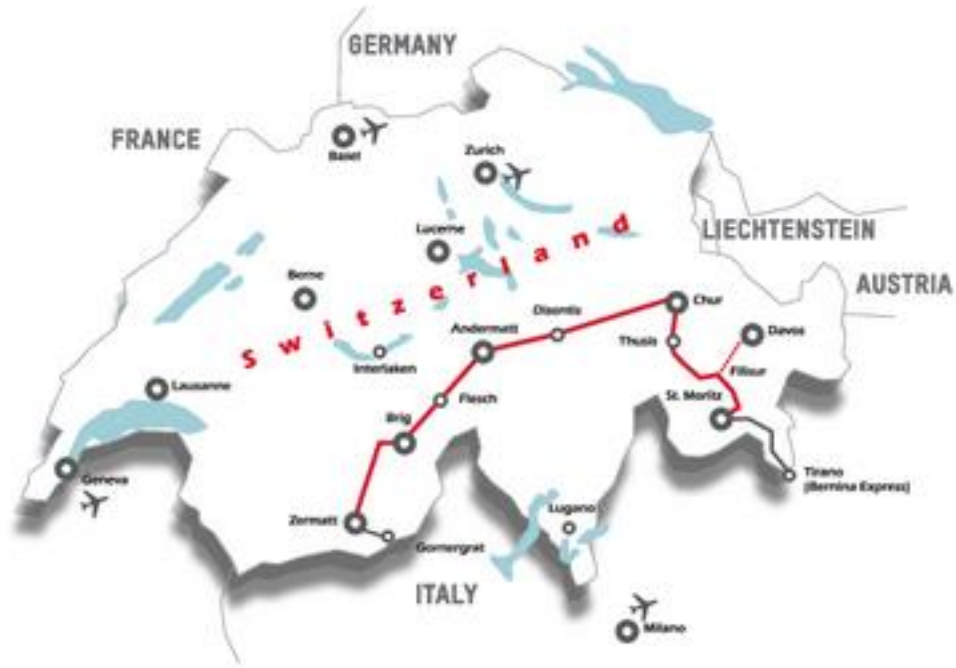 GERMANY
FRANCE
Basel
Zurich
LIECHTENSTEIN
Lucerne
AUSTRIA
Berne
Switzerland
Chur
Disentis
Andermatt
Thusis
Davos
Interlaken
Filisur
Lausanne
Fiesch
St. Moritz
Brig
Geneva
Tirano
(Bernina Express)
Zermatt
Lugano
Gornergrat
ITALY
Milano